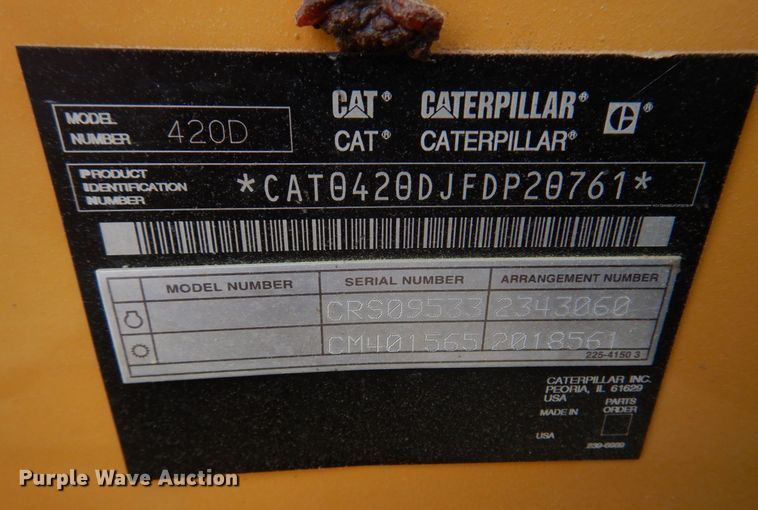 CAT® CATERPILLAR® C®
CAT® CATERPILLAR®
MODEL NUMBER 420D
PRODUCT IDENTIFICATION NUMBER *CAT0420DJFDP20761*
MODEL NUMBER SERIAL NUMBER ARRANGEMENT NUMBER
CRS09533 2343060
CM401565 2018561
225-4150 3
CATERPILLAR INC.
PEORIA, IL 61629
USA
MADE IN PARTS ORDER
USA
Purple Wave Auction